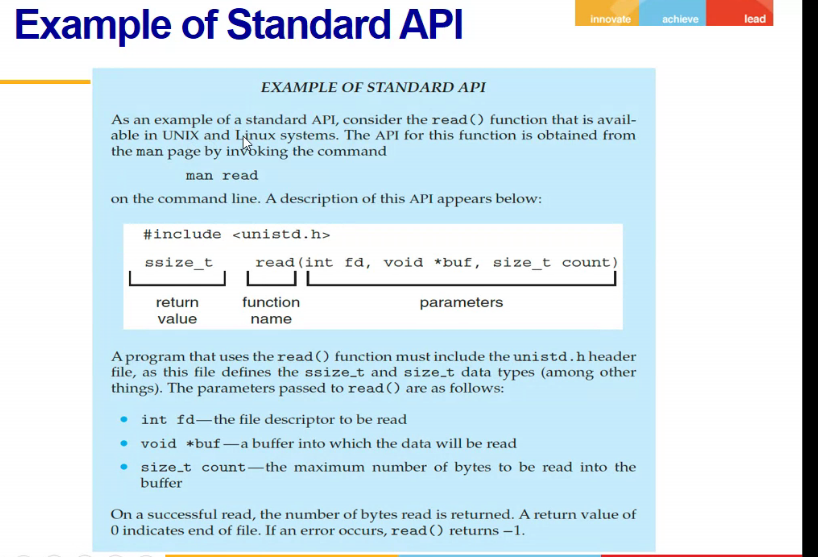 Example of Standard API
innovate achieve lead
EXAMPLE OF STANDARD API
As an example of a standard API, consider the read() function that is avail-
able in UNIX and Linux systems. The API for this function is obtained from
the man page by invoking the command
man read
on the command line. A description of this API appears below:
#include <unistd.h>
ssize_t read(int fd, void *buf, size_t count)
return function parameters
value name
A program that uses the read() function must include the unistd.h header
file, as this file defines the ssize_t and size_t data types (among other
things). The parameters passed to read() are as follows:
• int fd—the file descriptor to be read
• void *buf—a buffer into which the data will be read
• size_t count—the maximum number of bytes to be read into the
buffer
On a successful read, the number of bytes read is returned. A return value of
0 indicates end of file. If an error occurs, read() returns −1.